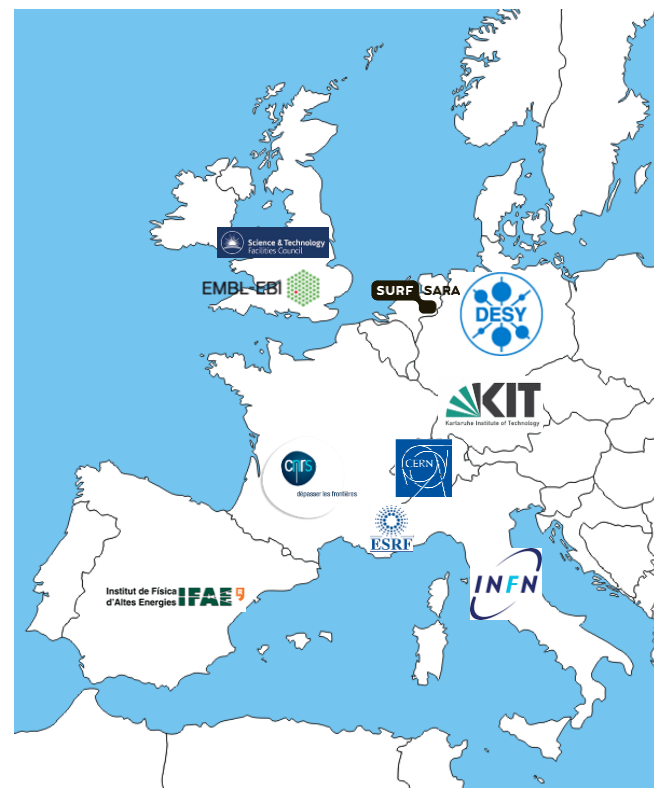 Science & Technology
Facilities Council
EMBL-EBI
SURF SARA
DESY
KIT
Karlsruhe Institute of Technology
CERN
cnrs
dépasser les frontières
ESRF
INFN
Institut de Física
d'Altes Energies
IFAE